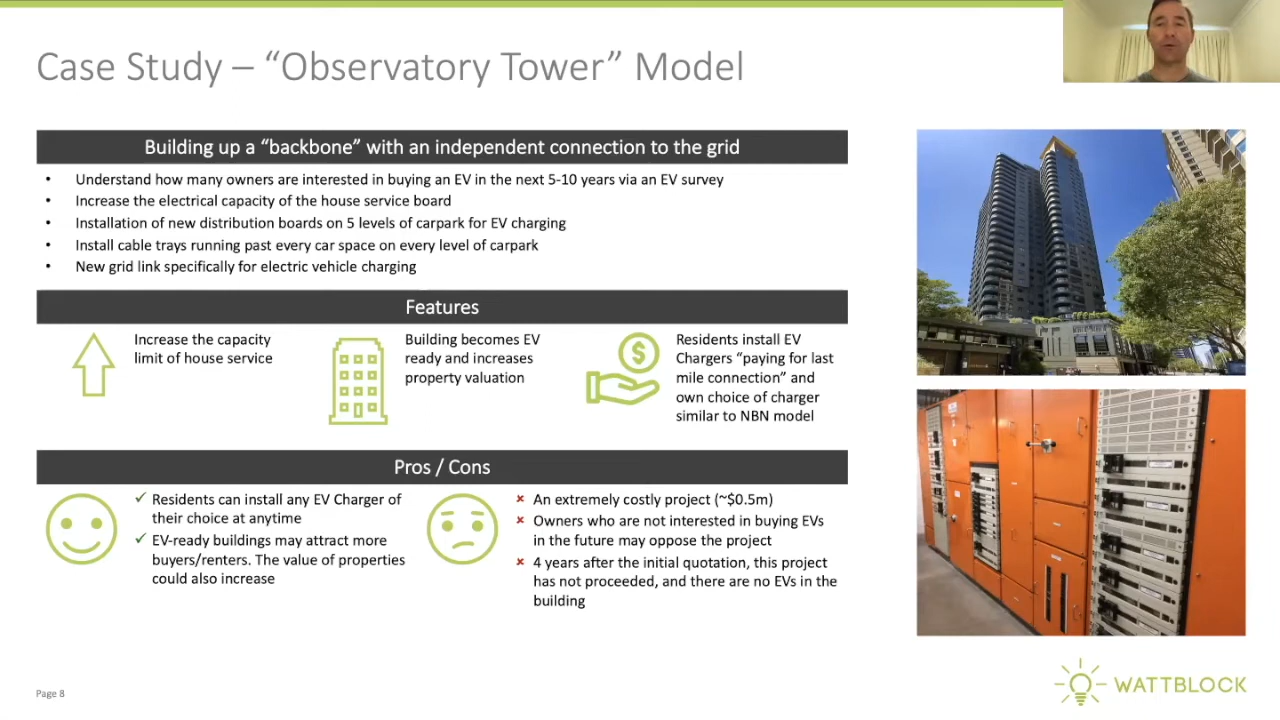 Case Study – “Observatory Tower” Model
Building up a “backbone” with an independent connection to the grid
• Understand how many owners are interested in buying an EV in the next 5-10 years via an EV survey
• Increase the electrical capacity of the house service board
• Installation of new distribution boards on 5 levels of carpark for EV charging
• Install cable trays running past every car space on every level of carpark
• New grid link specifically for electric vehicle charging
Features
Increase the capacity
limit of house service
Building becomes EV
ready and increases
property valuation
$
Residents install EV
Chargers “paying for last
mile connection” and
own choice of charger
similar to NBN model
Pros / Cons
✓ Residents can install any EV Charger of
their choice at anytime
✓ EV-ready buildings may attract more
buyers/renters. The value of properties
could also increase
× An extremely costly project (~$0.5m)
× Owners who are not interested in buying EVs
in the future may oppose the project
× 4 years after the initial quotation, this project
has not proceeded, and there are no EVs in the
building
Page 8
WATTBLOCK